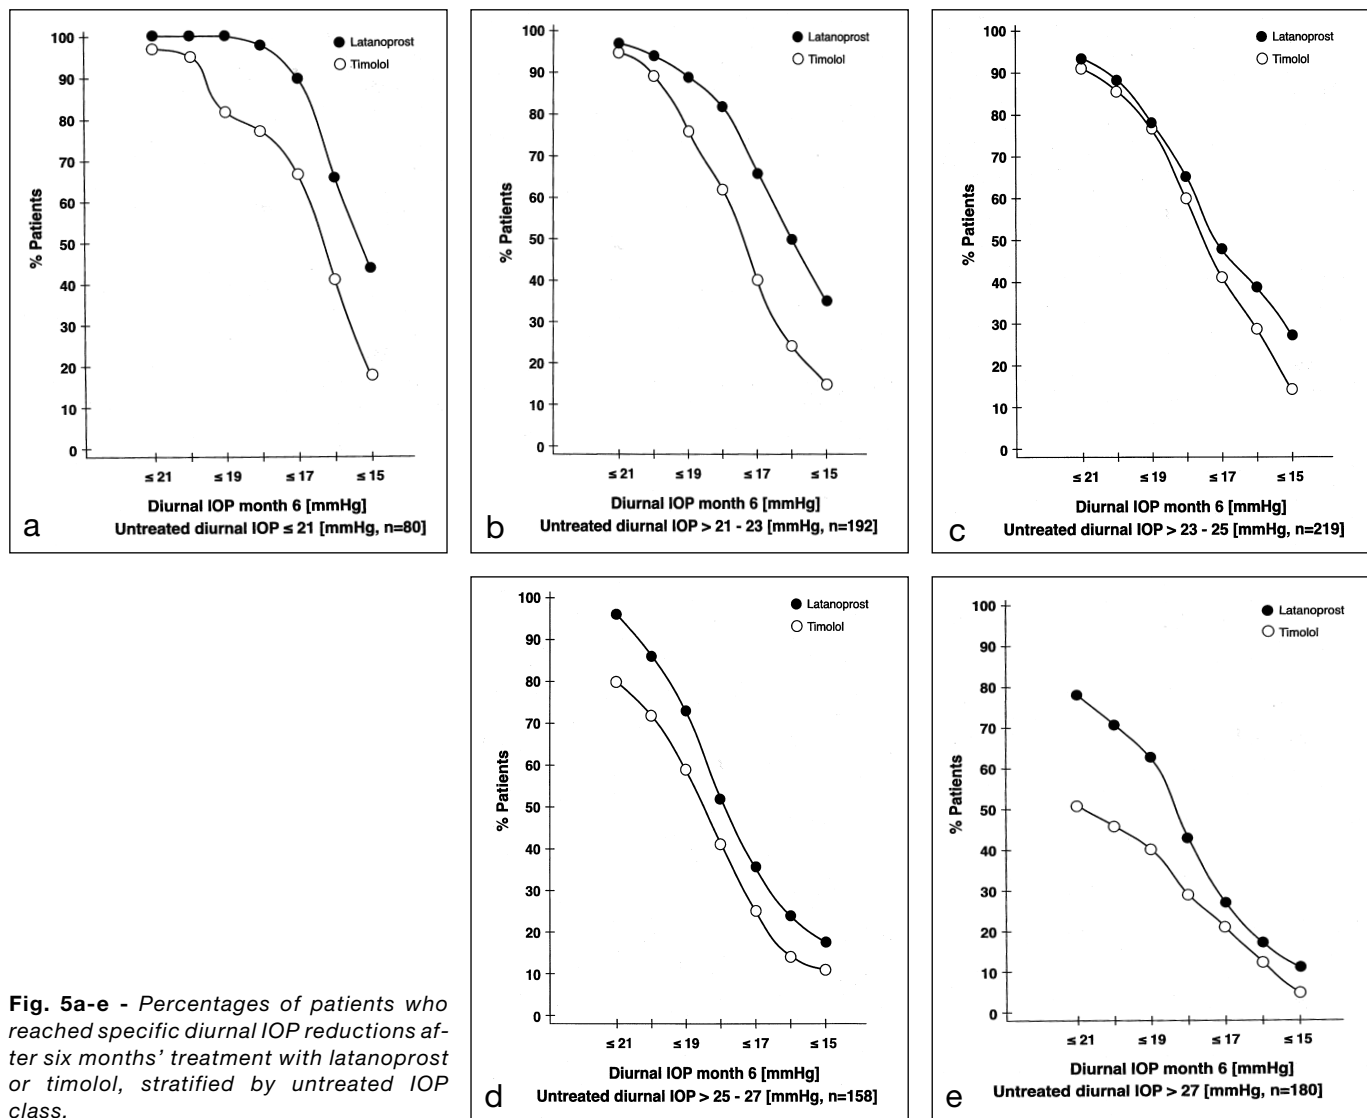 100
90
80
70
60
50
40
30
20
10
0
% Patients
Latanoprost
Timolol
≤ 21
≤ 19
≤ 17
≤ 15
Diurnal IOP month 6 [mmHg]
a
Untreated diurnal IOP ≤ 21 [mmHg, n=80]
100
90
80
70
60
50
40
30
20
10
0
% Patients
Latanoprost
Timolol
≤ 21
≤ 19
≤ 17
≤ 15
Diurnal IOP month 6 [mmHg]
b
Untreated diurnal IOP > 21 - 23 [mmHg, n=192]
100
90
80
70
60
50
40
30
20
10
0
% Patients
Latanoprost
Timolol
≤ 21
≤ 19
≤ 17
≤ 15
Diurnal IOP month 6 [mmHg]
c
Untreated diurnal IOP > 23 - 25 [mmHg, n=219]
100
90
80
70
60
50
40
30
20
10
0
% Patients
Latanoprost
Timolol
≤ 21
≤ 19
≤ 17
≤ 15
Diurnal IOP month 6 [mmHg]
d
Untreated diurnal IOP > 25 - 27 [mmHg, n=158]
100
90
80
70
60
50
40
30
20
10
0
% Patients
Latanoprost
Timolol
≤ 21
≤ 19
≤ 17
≤ 15
Diurnal IOP month 6 [mmHg]
e
Untreated diurnal IOP > 27 [mmHg, n=180]
Fig. 5a-e - Percentages of patients who
reached specific diurnal IOP reductions af-
ter six months' treatment with latanoprost
or timolol, stratified by untreated IOP
class.